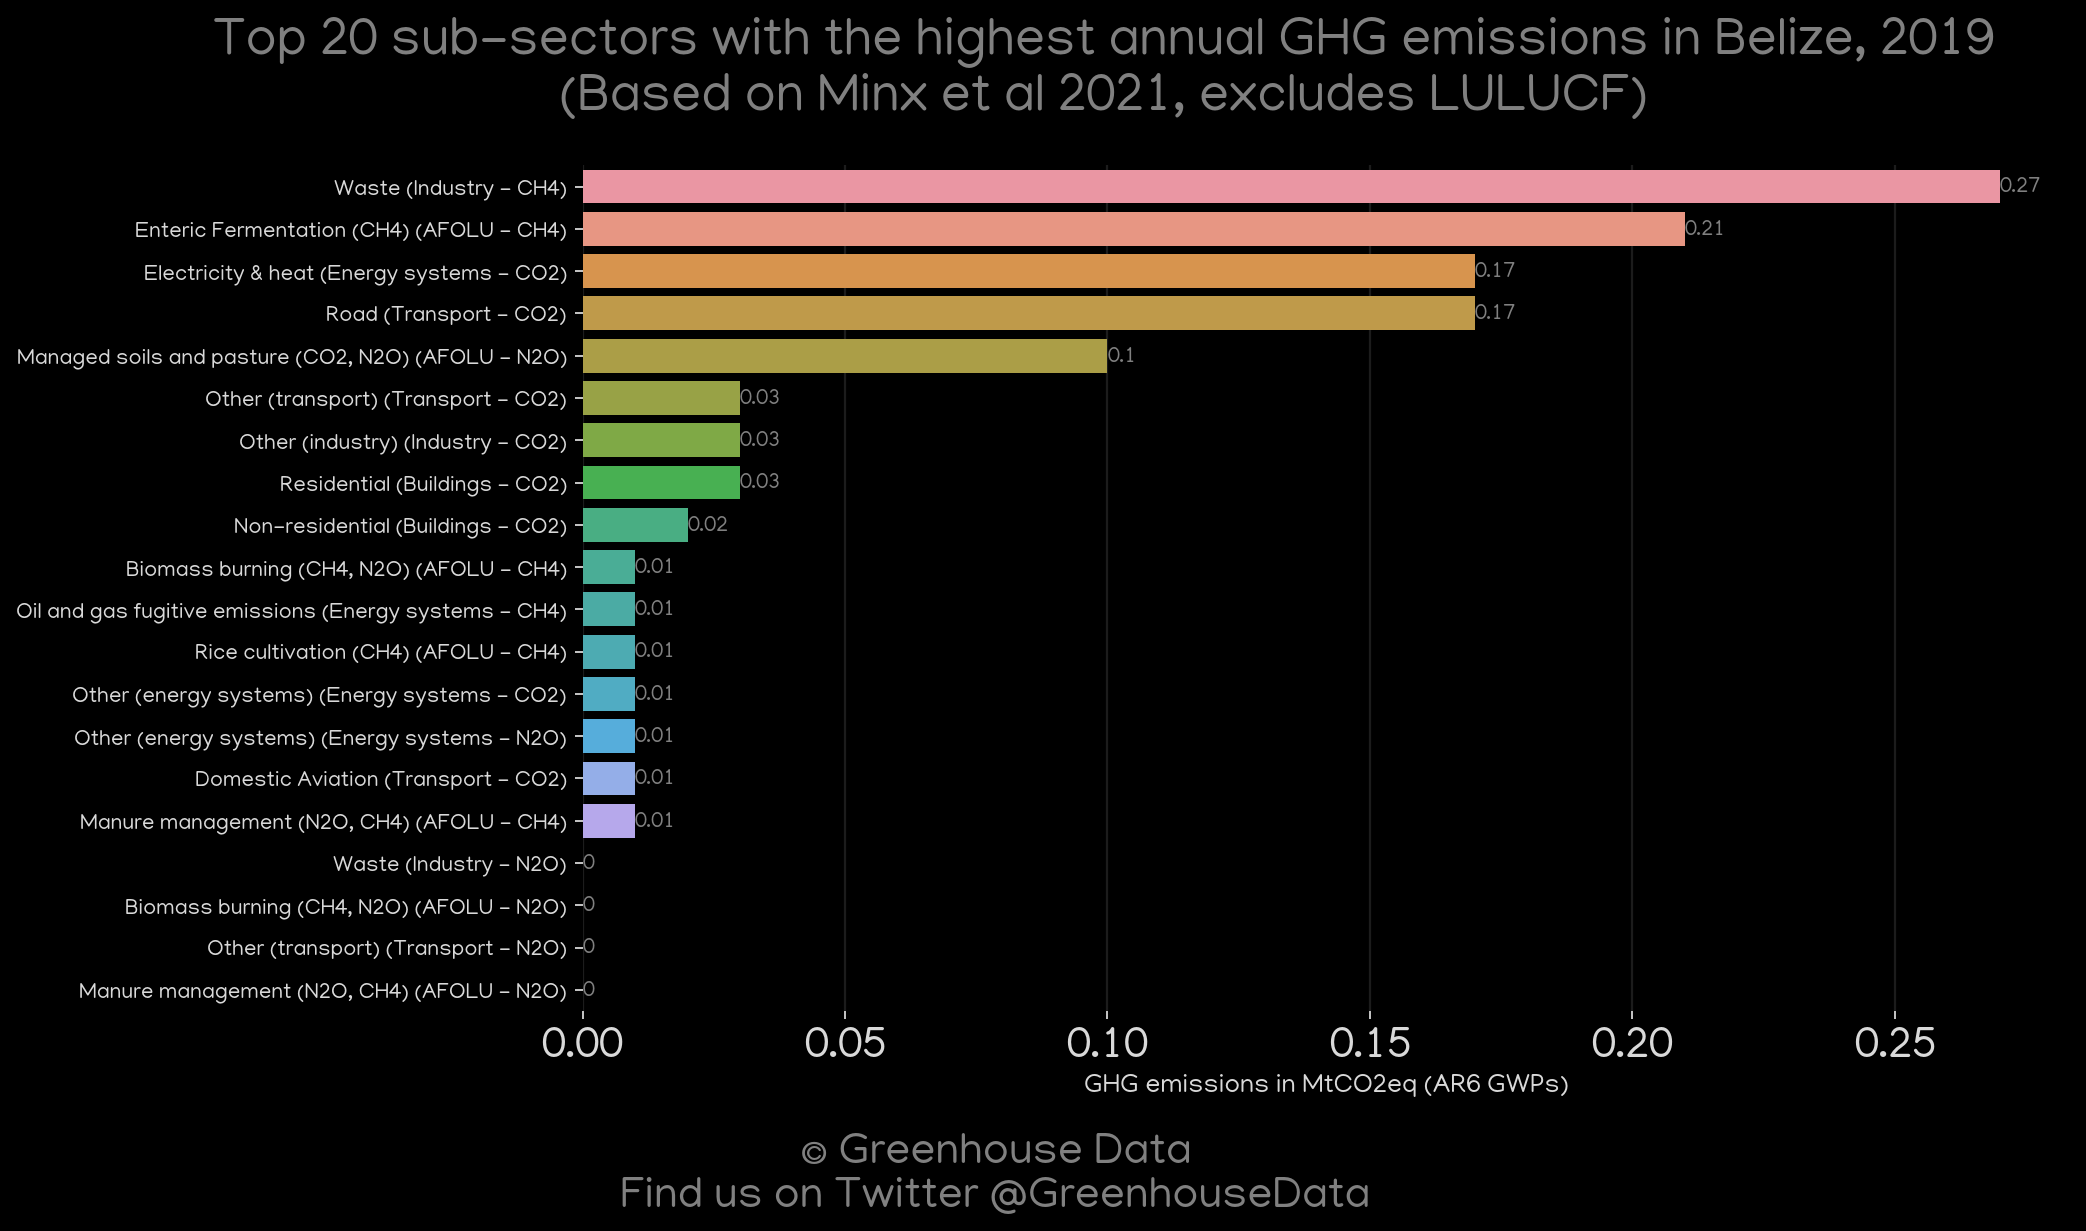 Top 20 sub-sectors with the highest annual GHG emissions in Belize, 2019
(Based on Minx et al 2021, excludes LULUCF)
Waste (Industry - CH4) 0.27
Enteric Fermentation (CH4) (AFOLU - CH4) 0.21
Electricity & heat (Energy systems - CO2) 0.17
Road (Transport - CO2) 0.17
Managed soils and pasture (CO2, N2O) (AFOLU - N2O) 0.1
Other (transport) (Transport - CO2) 0.03
Other (industry) (Industry - CO2) 0.03
Residential (Buildings - CO2) 0.03
Non-residential (Buildings - CO2) 0.02
Biomass burning (CH4, N2O) (AFOLU - CH4) 0.01
Oil and gas fugitive emissions (Energy systems - CH4) 0.01
Rice cultivation (CH4) (AFOLU - CH4) 0.01
Other (energy systems) (Energy systems - CO2) 0.01
Other (energy systems) (Energy systems - N2O) 0.01
Domestic Aviation (Transport - CO2) 0.01
Manure management (N2O, CH4) (AFOLU - CH4) 0.01
Waste (Industry - N2O) 0
Biomass burning (CH4, N2O) (AFOLU - N2O) 0
Other (transport) (Transport - N2O) 0
Manure management (N2O, CH4) (AFOLU - N2O) 0
0.00 0.05 0.10 0.15 0.20 0.25
GHG emissions in MtCO2eq (AR6 GWPs)
© Greenhouse Data
Find us on Twitter @GreenhouseData